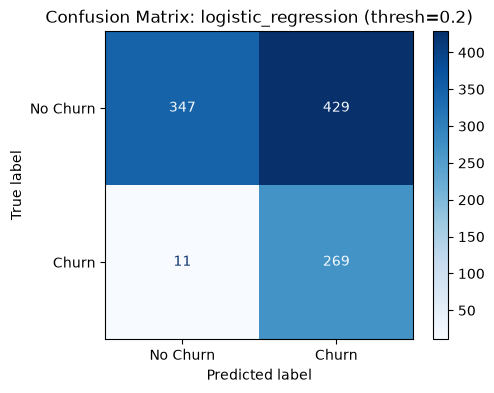 Confusion Matrix: logistic_regression (thresh=0.2)
True label
No Churn
Churn
347
429
11
269
No Churn
Churn
Predicted label
400
350
300
250
200
150
100
50